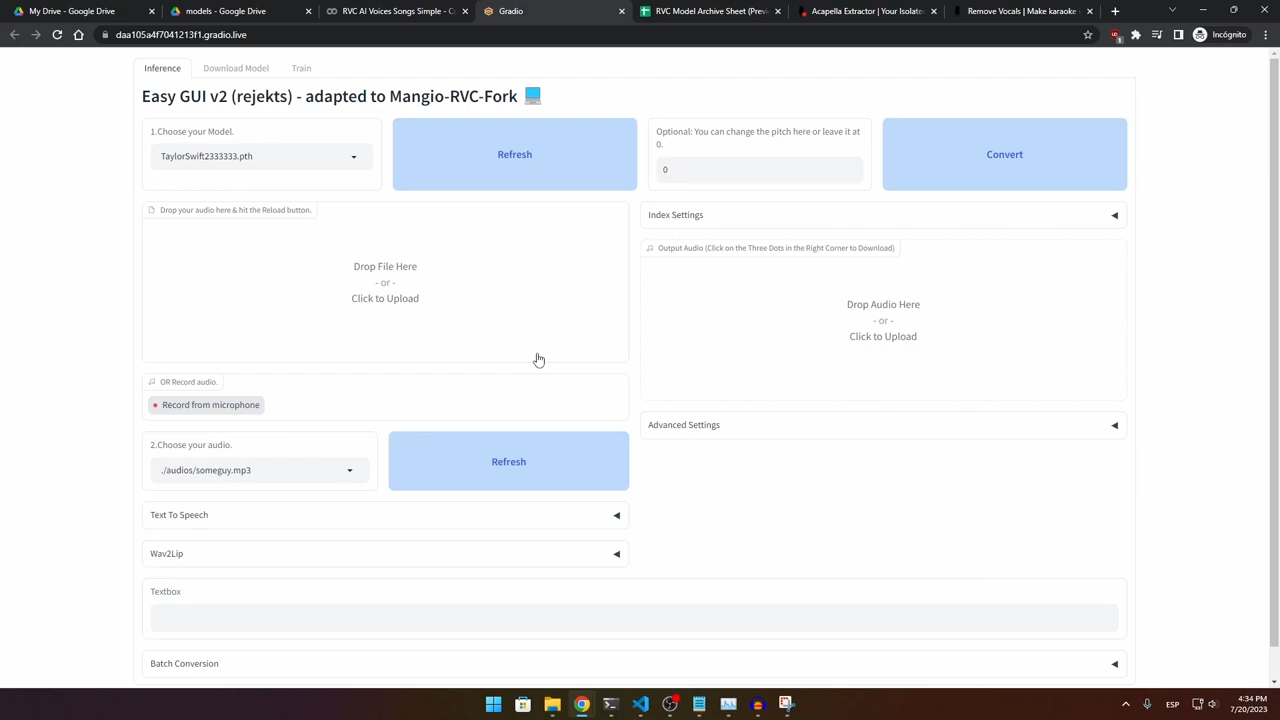 My Drive - Google Drive
My Drive - Google Drive
RVC AI Voices Songs Simple - Co
Gradio
RVC Model Archive Sheet (Previ
Acapella Extractor | Your Isolate
Remove Vocals | Make karaoke
daa105a4f7041213f1.gradio.live
Incógnito
Inference
Download Model
Train
Easy GUI v2 (rejekts) - adapted to Mangio-RVC-Fork 💻
1.Choose your Model.
TaylorSwift2333333.pth
Refresh
Optional: You can change the pitch here or leave it at
0.
0
Convert
Drop your audio here & hit the Reload button.
Drop File Here
- or -
Click to Upload
Index Settings
Output Audio (Click on the Three Dots in the Right Corner to Download)
Drop Audio Here
- or -
Click to Upload
OR Record audio.
Record from microphone
Advanced Settings
2.Choose your audio.
./audios/someguy.mp3
Refresh
Text To Speech
Wav2Lip
Textbox
Batch Conversion
ESP
4:34 PM
7/20/2023